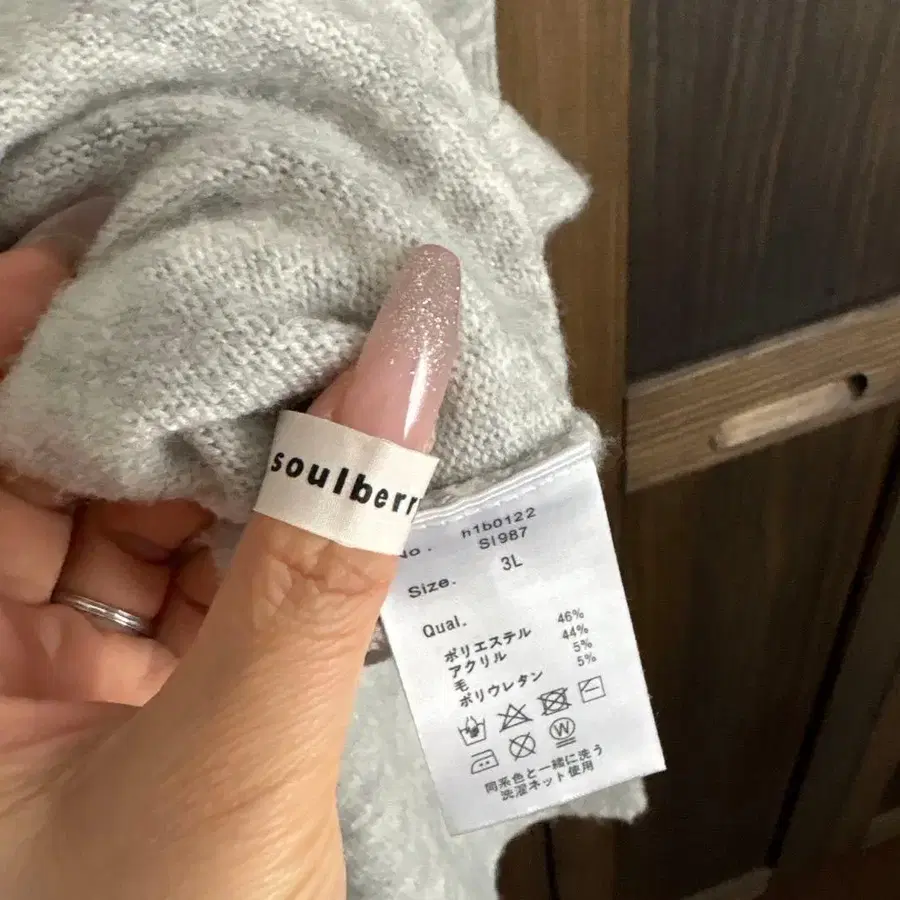 soulberr
No. h1b0122
SI987
Size. 3L
Qual.
ポリエステル 46%
アクリル 44%
毛 5%
ポリウレタン 5%
W
同系色と一緒に洗う
洗濯ネット使用